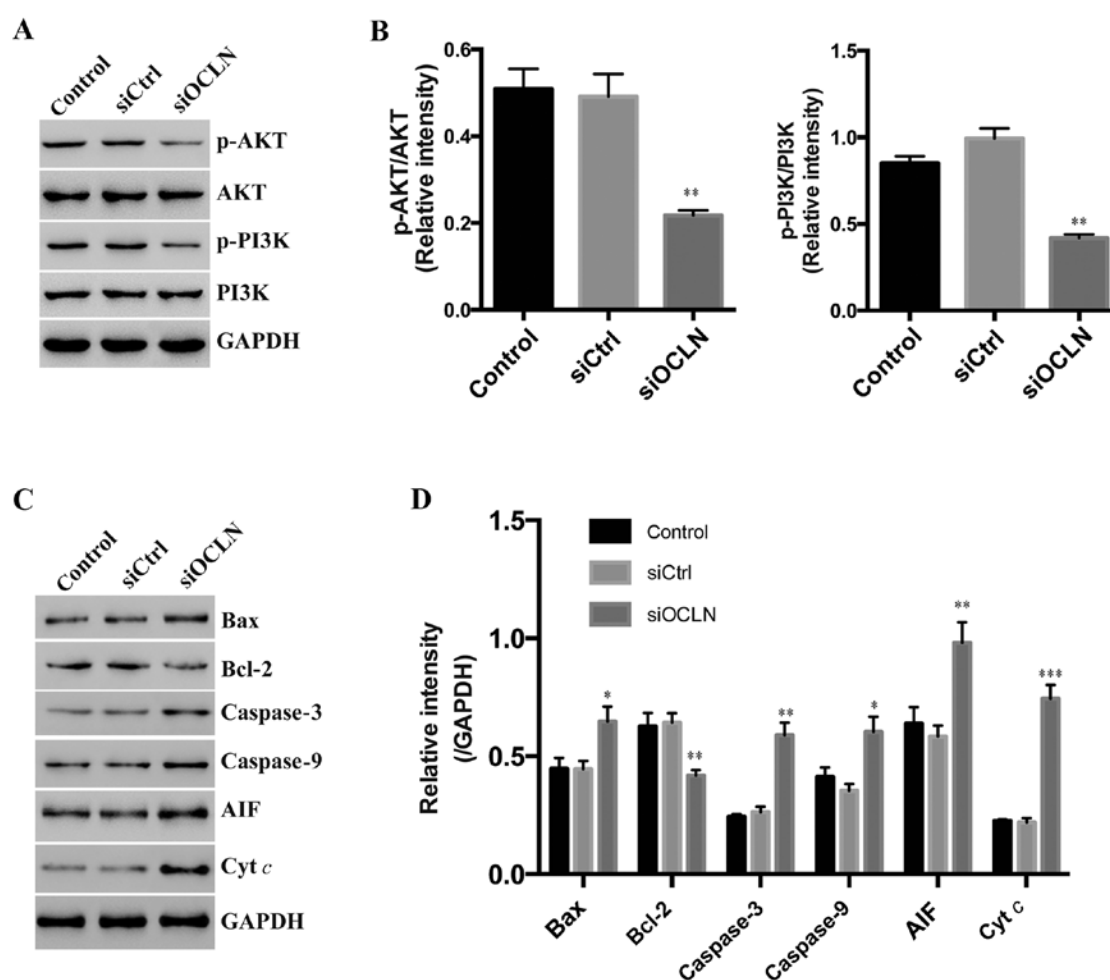 A
Control
siCtrl
siOCLN
p-AKT
AKT
p-PI3K
PI3K
GAPDH
B
p-AKT/AKT
(Relative intensity)
0.6
0.4
0.2
0.0
**
Control
siCtrl
siOCLN
p-PI3K/PI3K
(Relative intensity)
1.5
1.0
0.5
0.0
**
Control
siCtrl
siOCLN
C
Control
siCtrl
siOCLN
Bax
Bcl-2
Caspase-3
Caspase-9
AIF
Cyt c
GAPDH
D
Relative intensity
(/GAPDH)
1.5
1.0
0.5
0.0
Control
siCtrl
siOCLN
* ** ** * ** ***
Bax
Bcl-2
Caspase-3
Caspase-9
AIF
Cyt c